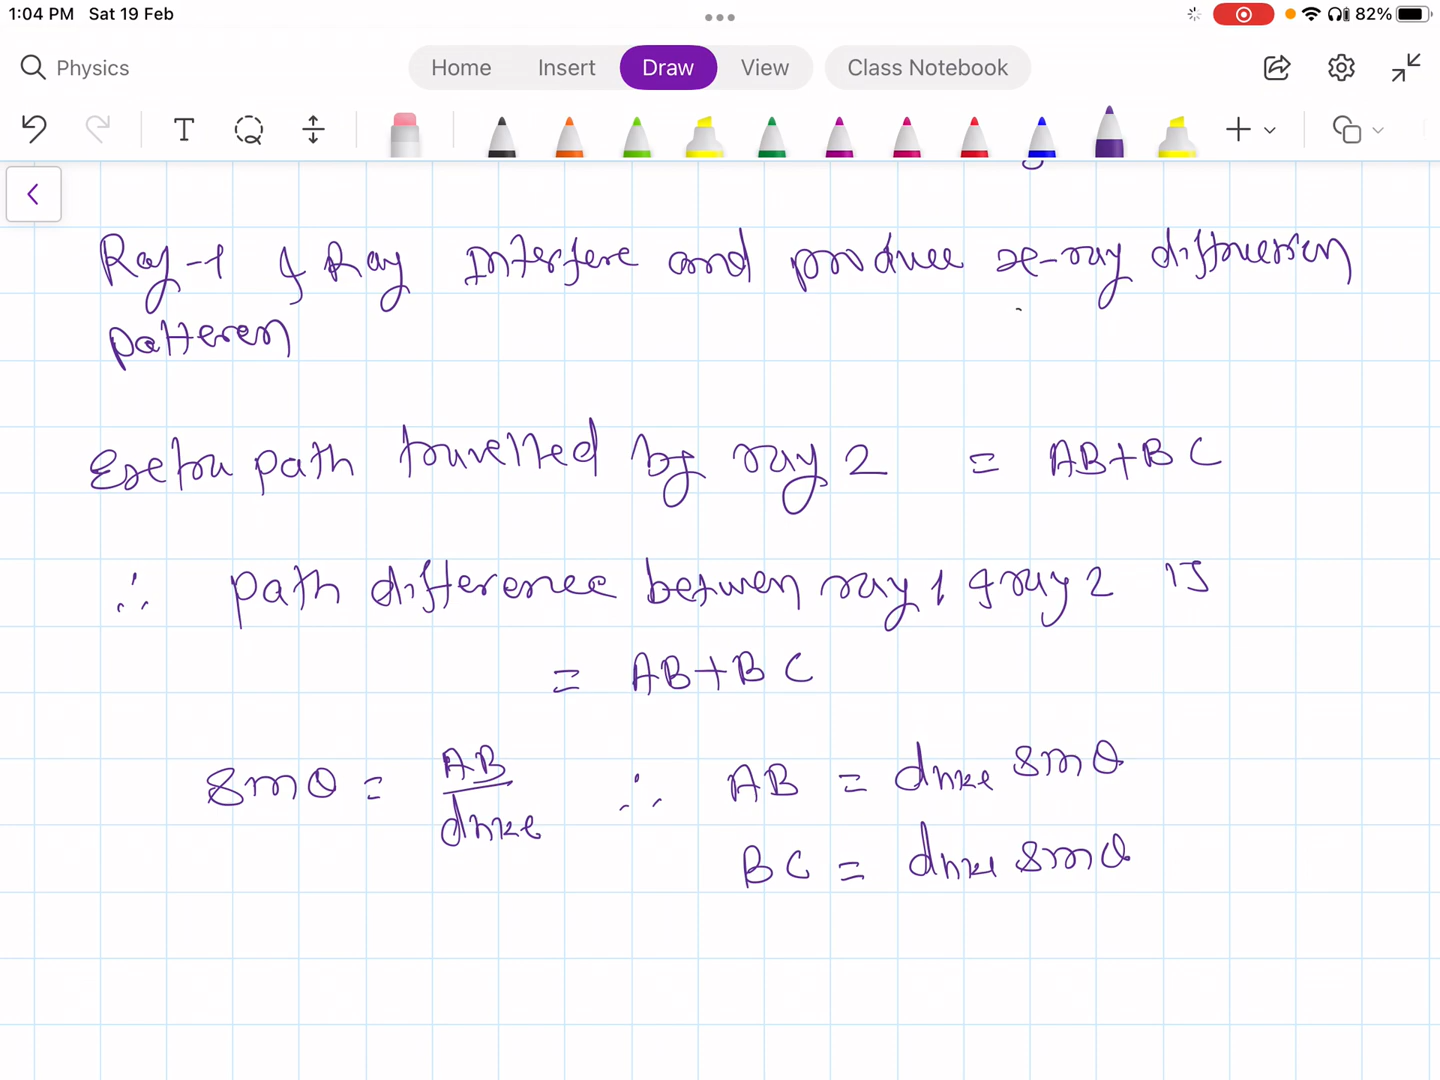 1:04 PM Sat 19 Feb 82%
Physics Home Insert Draw View Class Notebook
T
Ray-1 & Ray Interfere and produce x-ray diffraction
patteren
Extra path travelled by ray 2 = AB+BC
∴ path difference between ray 1 & ray 2 is
= AB+BC
sinθ = AB/dhkl ∴ AB = dhkl sinθ
BC = dhkl sinθ